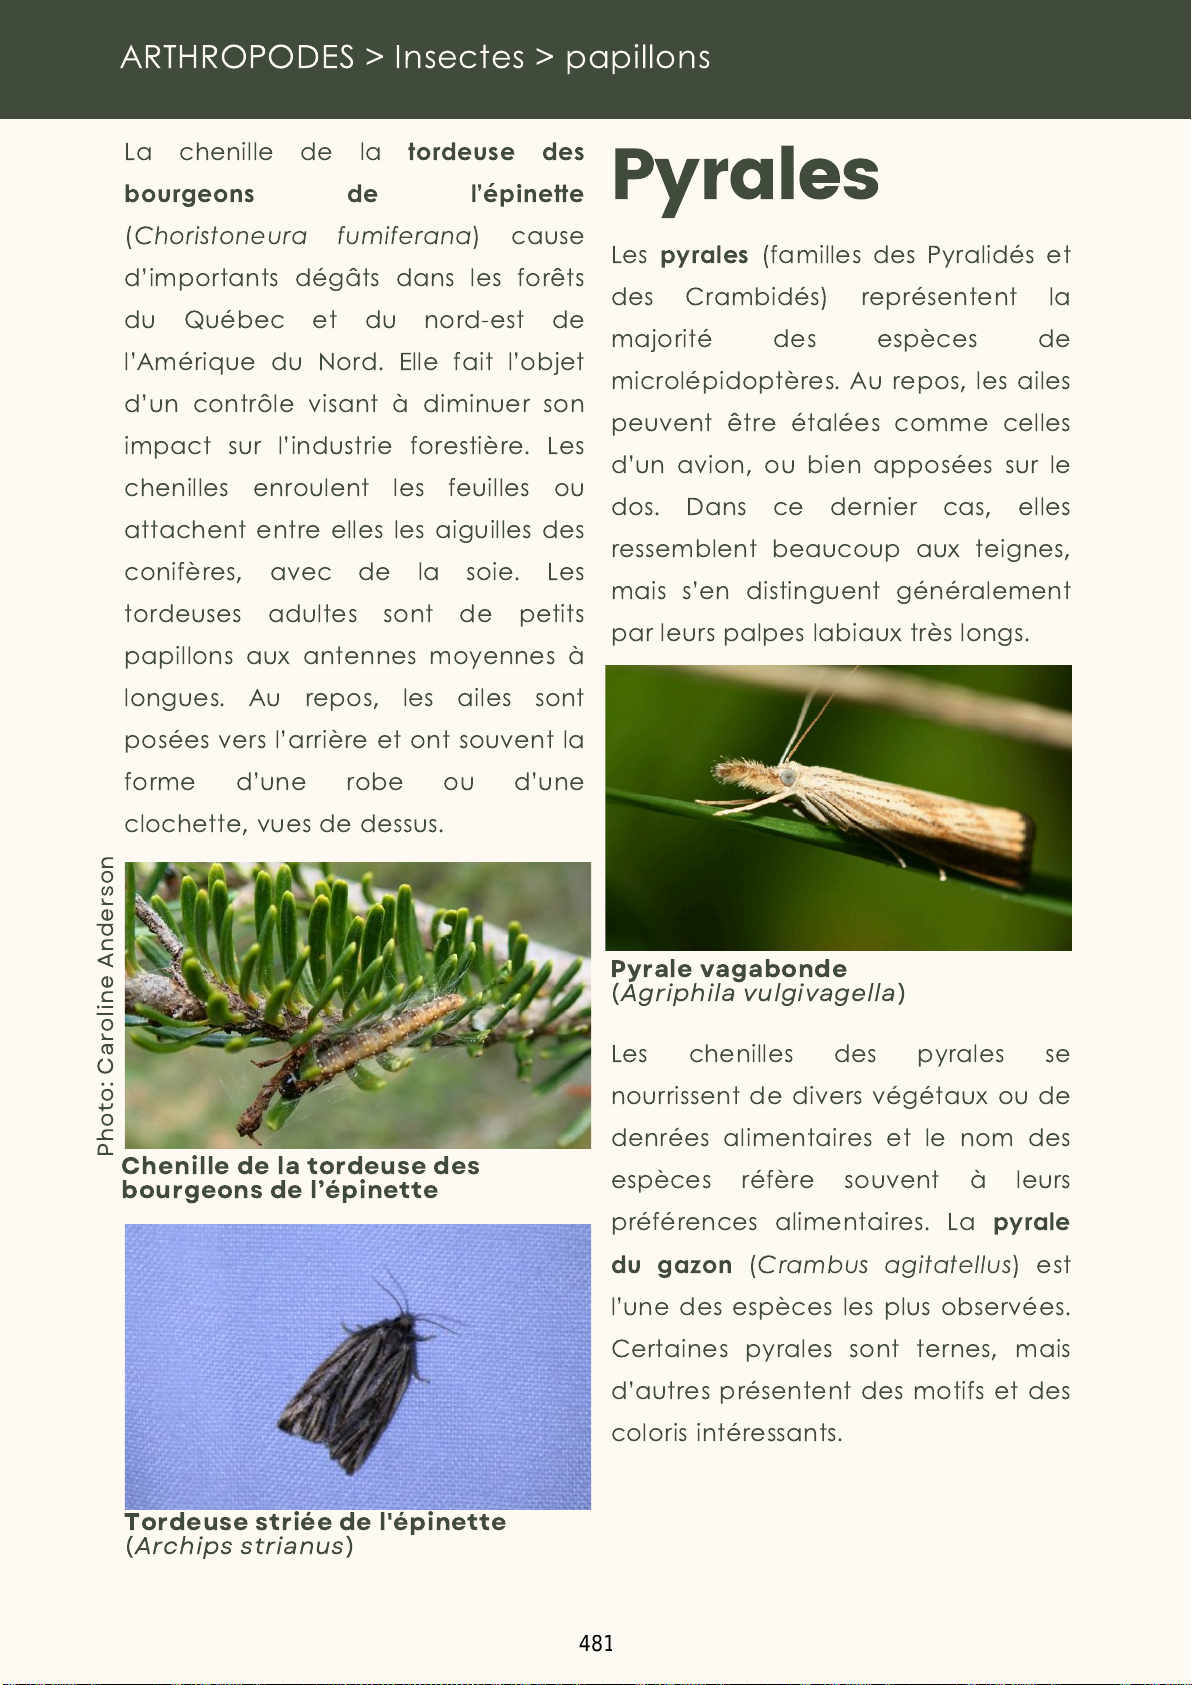 ARTHROPODES > Insectes > papillons
La chenille de la tordeuse des
bourgeons de l’épinette
(Choristoneura fumiferana) cause
d’importants dégâts dans les forêts
du Québec et du nord-est de
l’Amérique du Nord. Elle fait l’objet
d’un contrôle visant à diminuer son
impact sur l’industrie forestière. Les
chenilles enroulent les feuilles ou
attachent entre elles les aiguilles des
conifères, avec de la soie. Les
tordeuses adultes sont de petits
papillons aux antennes moyennes à
longues. Au repos, les ailes sont
posées vers l’arrière et ont souvent la
forme d’une robe ou d’une
clochette, vues de dessus.
Photo: Caroline Anderson
Chenille de la tordeuse des
bourgeons de l’épinette
Tordeuse striée de l'épinette
(Archips strianus)
Pyrales
Les pyrales (familles des Pyralidés et
des Crambidés) représentent la
majorité des espèces de
microlépidoptères. Au repos, les ailes
peuvent être étalées comme celles
d’un avion, ou bien apposées sur le
dos. Dans ce dernier cas, elles
ressemblent beaucoup aux teignes,
mais s’en distinguent généralement
par leurs palpes labiaux très longs.
Pyrale vagabonde
(Agriphila vulgivagella)
Les chenilles des pyrales se
nourrissent de divers végétaux ou de
denrées alimentaires et le nom des
espèces réfère souvent à leurs
préférences alimentaires. La pyrale
du gazon (Crambus agitatellus) est
l’une des espèces les plus observées.
Certaines pyrales sont ternes, mais
d’autres présentent des motifs et des
coloris intéressants.
481